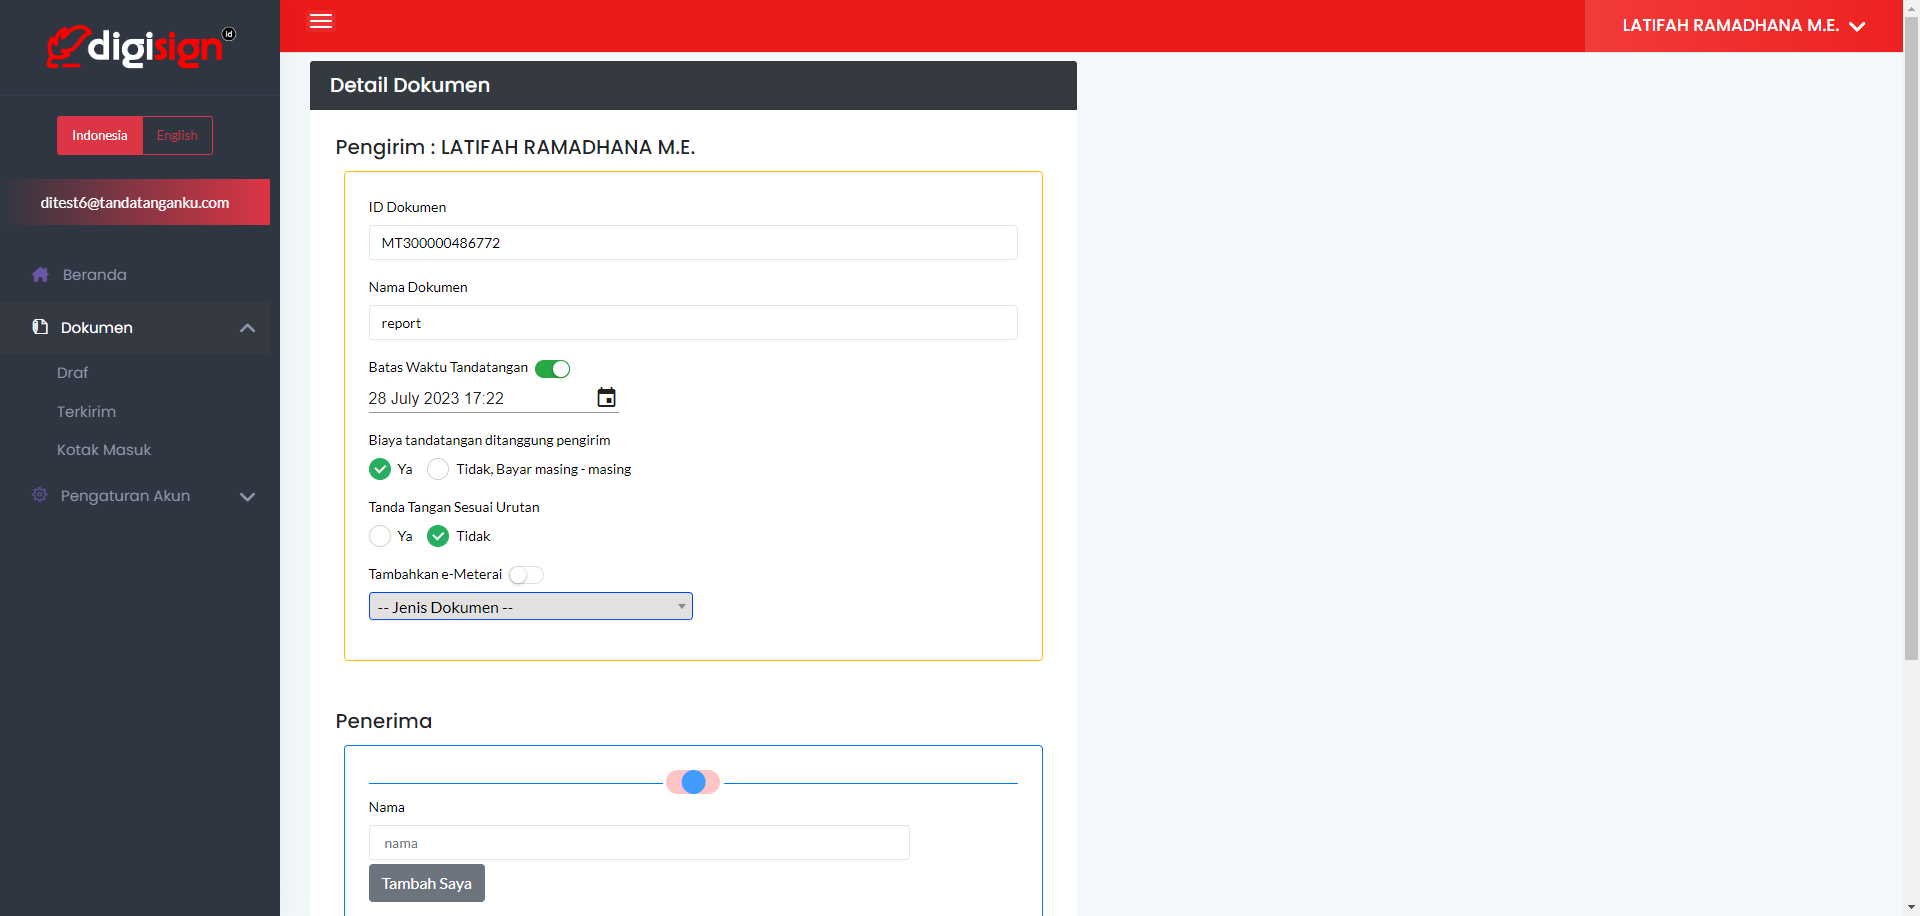 digisign id
Indonesia English
ditest6@tandatanganku.com
Beranda
Dokumen
Draf
Terkirim
Kotak Masuk
Pengaturan Akun
LATIFAH RAMADHANA M.E.
Detail Dokumen
Pengirim : LATIFAH RAMADHANA M.E.
ID Dokumen
MT300000486772
Nama Dokumen
report
Batas Waktu Tandatangan
28 July 2023 17:22
Biaya tandatangan ditanggung pengirim
Ya Tidak, Bayar masing - masing
Tanda Tangan Sesuai Urutan
Ya Tidak
Tambahkan e-Meterai
-- Jenis Dokumen --
Penerima
Nama
nama
Tambah Saya